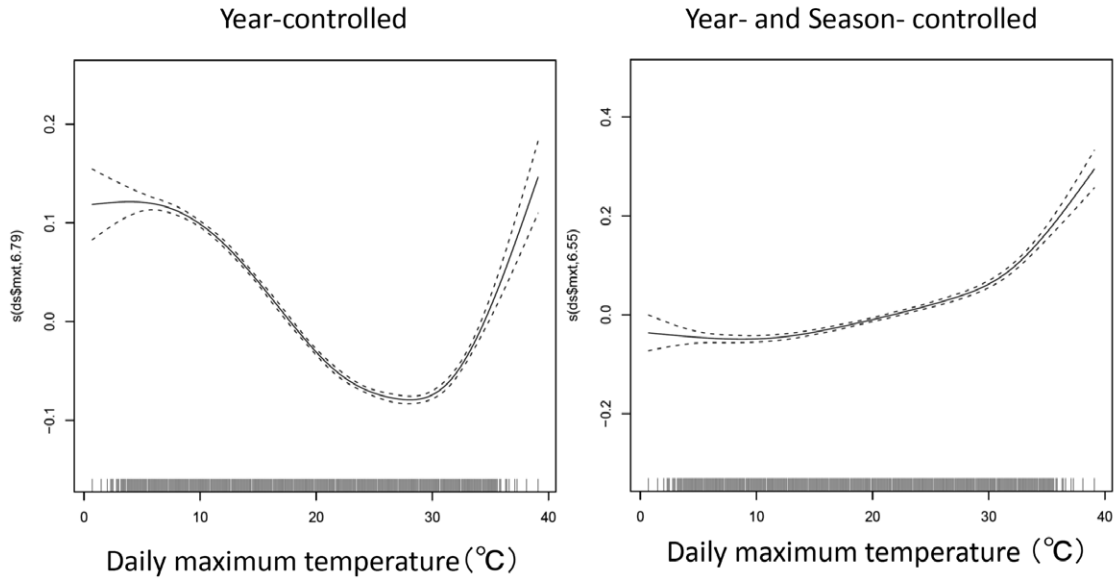 Year-controlled
s(ds$mxt,6.79)
0.2
0.1
0.0
−0.1
0 10 20 30 40
Daily maximum temperature(℃)
Year- and Season- controlled
s(ds$mxt,6.55)
0.4
0.2
0.0
−0.2
0 10 20 30 40
Daily maximum temperature (℃)